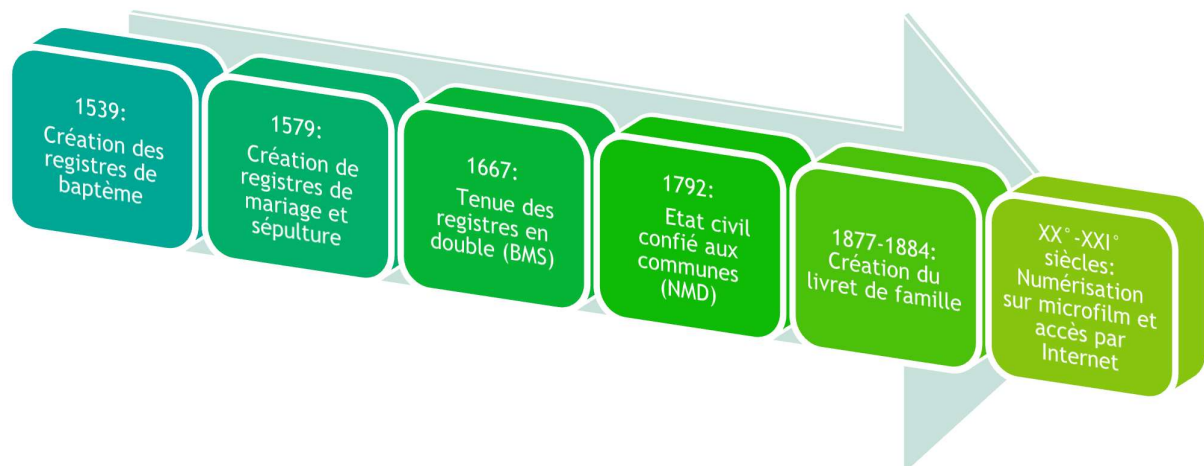 1539:
Création des
registres de
baptème
1579:
Création de
registres de
mariage et
sépulture
1667:
Tenue des
registres en
double (BMS)
1792:
Etat civil
confié aux
communes
(NMD)
1877-1884:
Création du
livret de famille
XX°-XXI°
siècles:
Numérisation
sur microfilm et
accès par
Internet